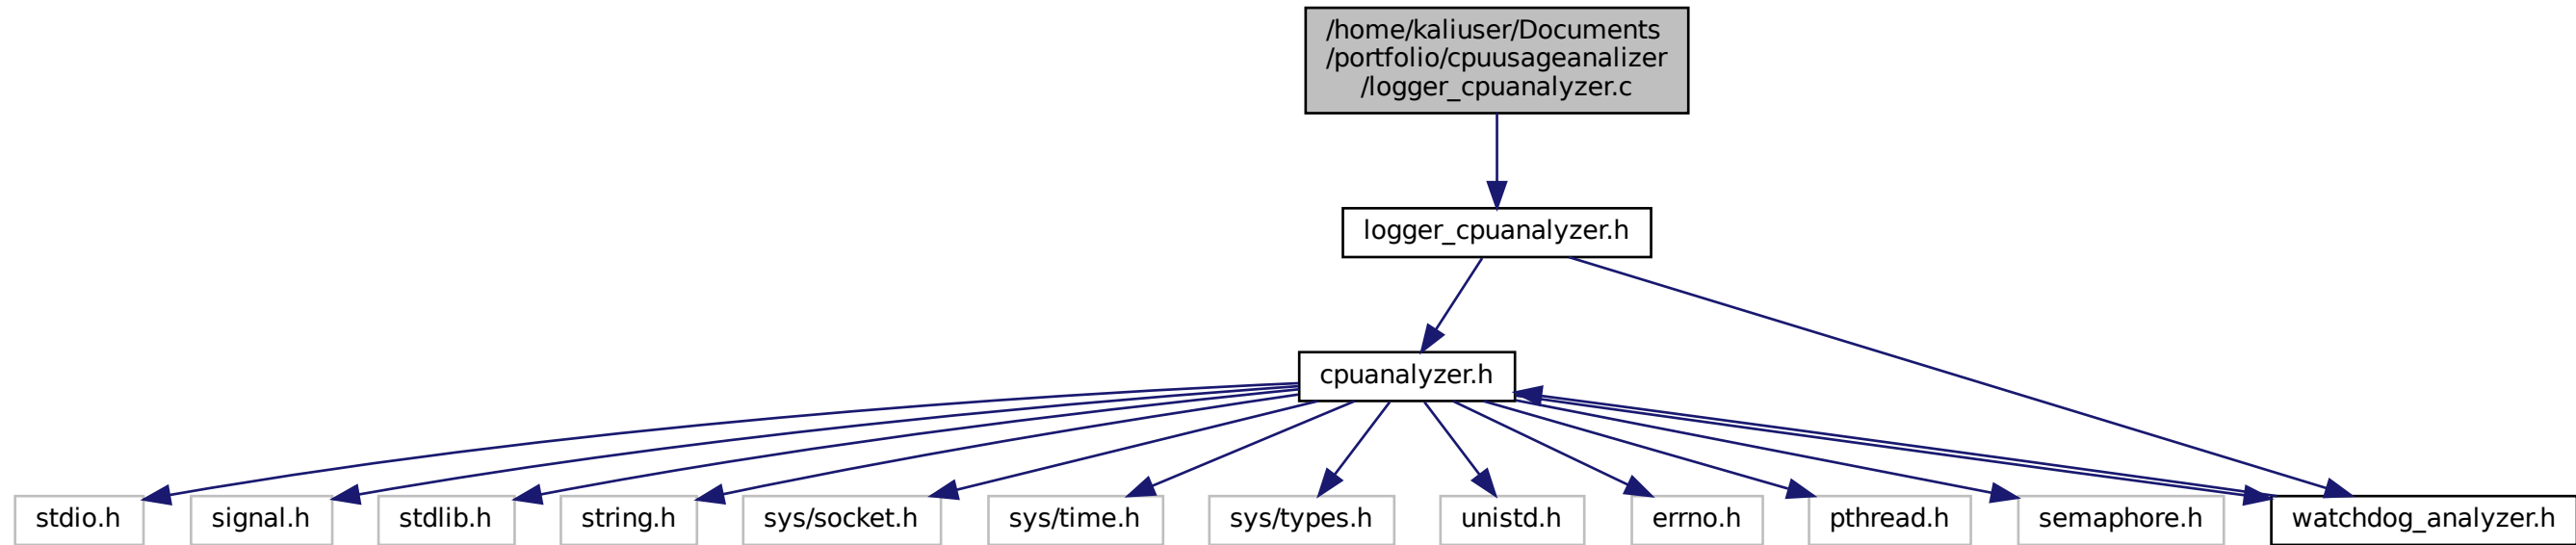 /home/kaliuser/Documents
/portfolio/cpuusageanalizer
/logger_cpuanalyzer.c
logger_cpuanalyzer.h
cpuanalyzer.h
stdio.h
signal.h
stdlib.h
string.h
sys/socket.h
sys/time.h
sys/types.h
unistd.h
errno.h
pthread.h
semaphore.h
watchdog_analyzer.h